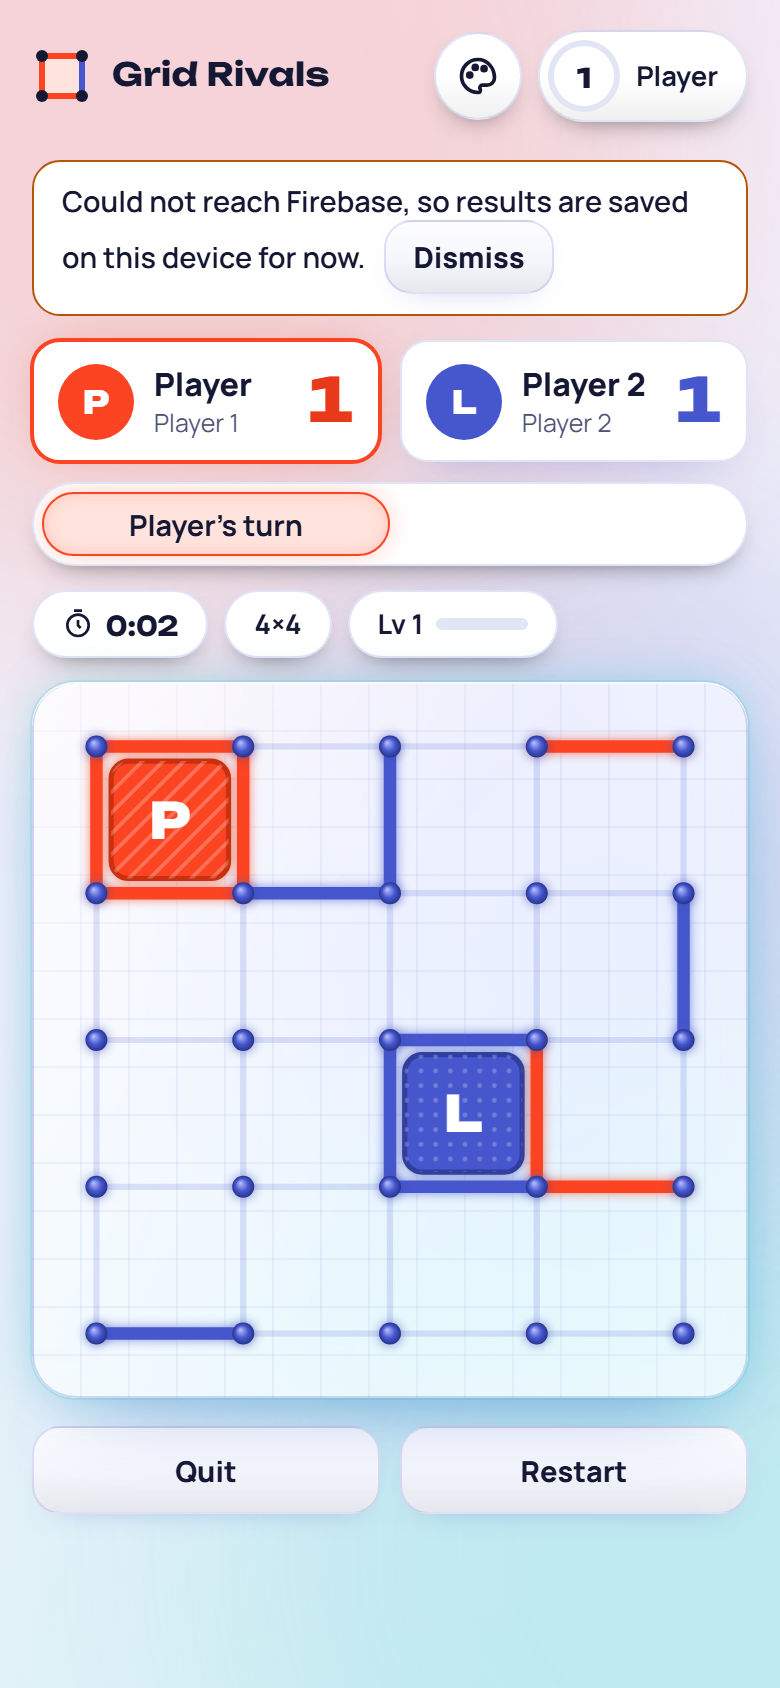 Grid Rivals
1 Player
Could not reach Firebase, so results are saved
on this device for now. Dismiss
P Player 1
Player 1
L Player 2 1
Player 2
Player's turn
0:02 4×4 Lv 1
P
L
Quit Restart